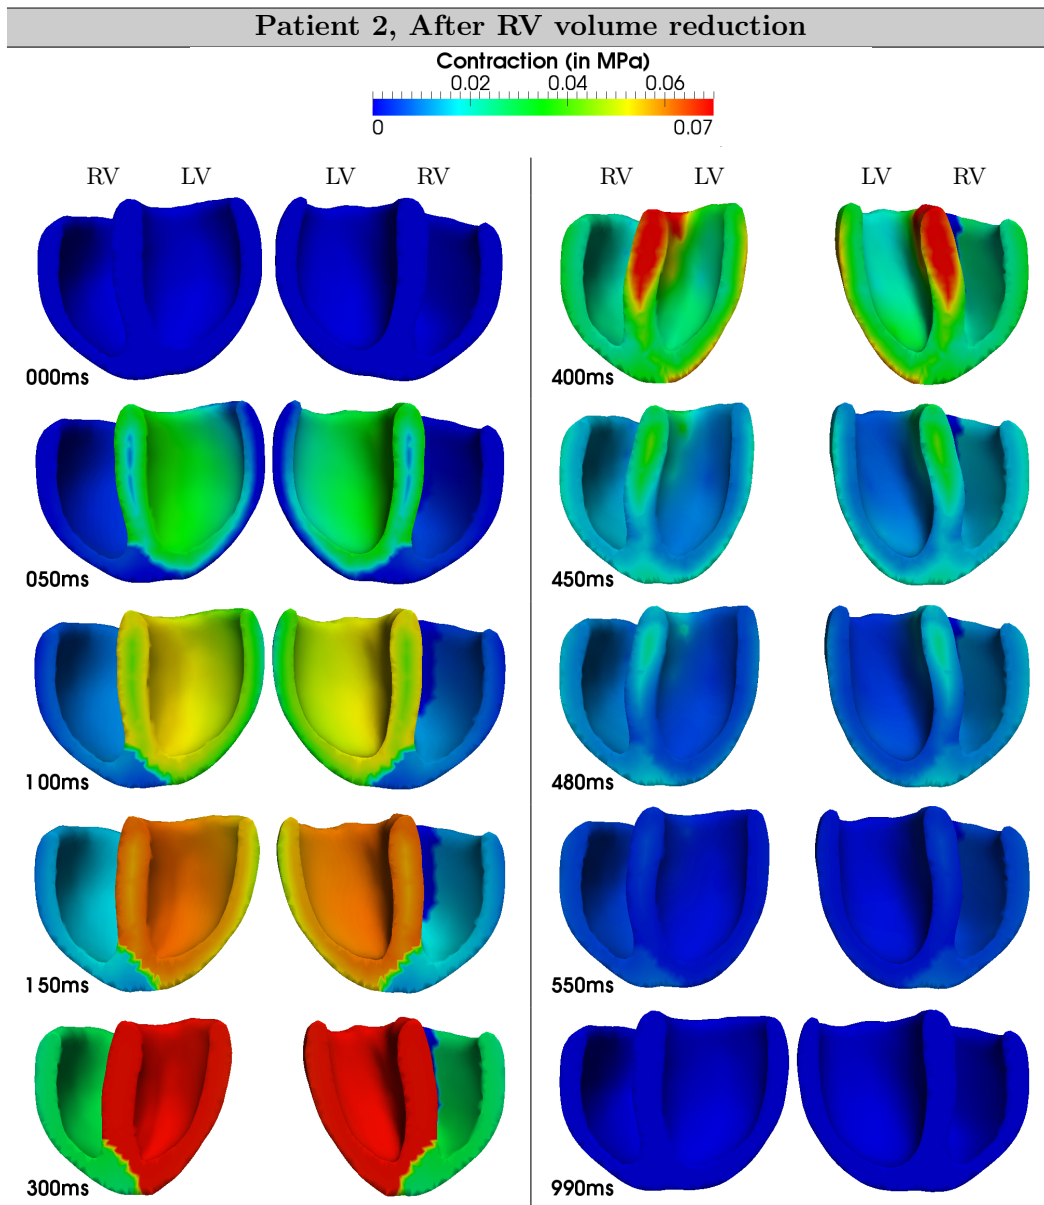 Patient 2, After RV volume reduction
Contraction (in MPa)
0.02 0.04 0.06
0 0.07
RV LV LV RV
RV LV LV RV
000ms
400ms
050ms
450ms
100ms
480ms
150ms
550ms
300ms
990ms